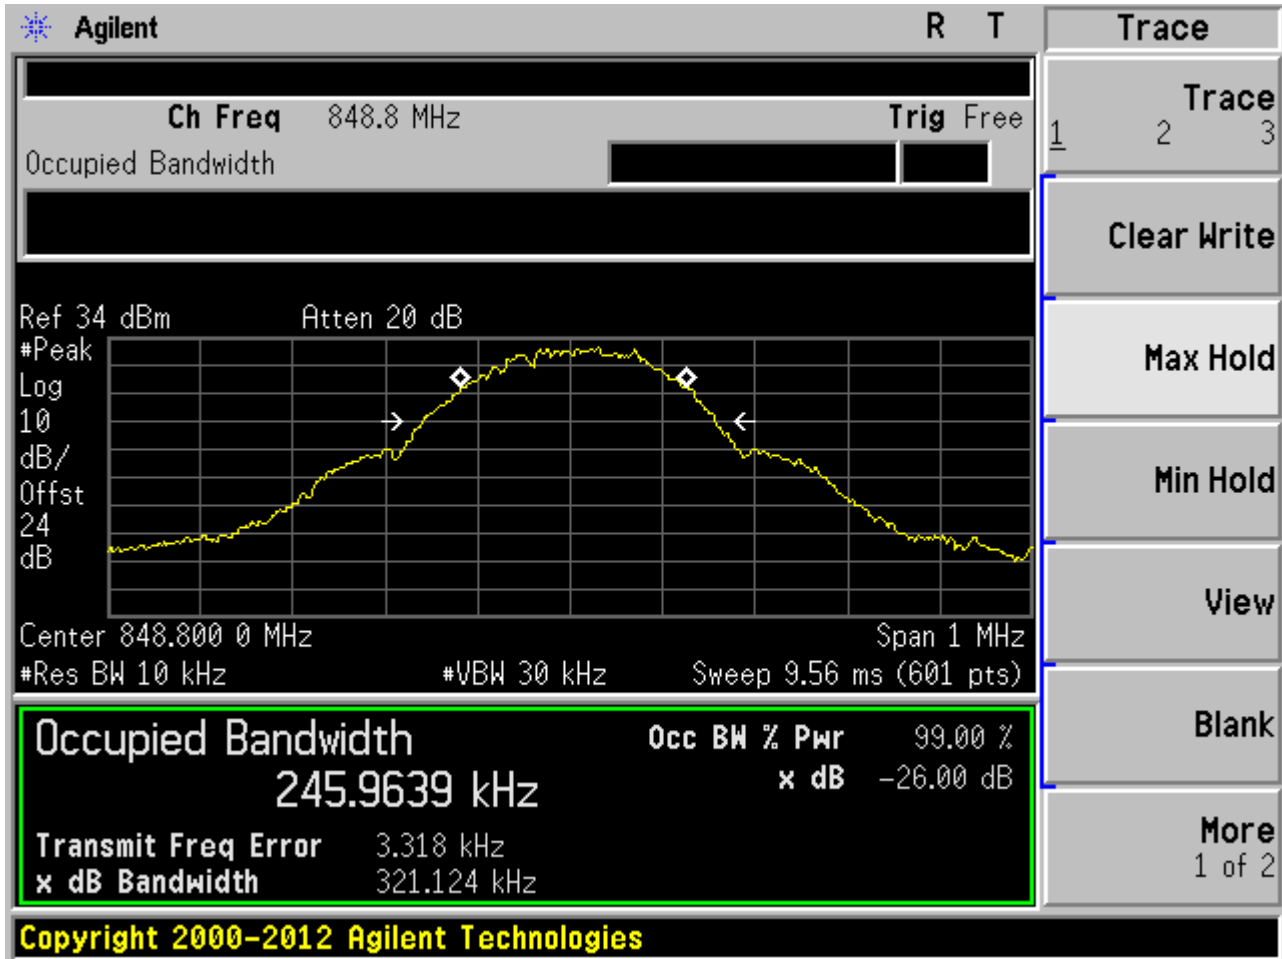 Agilent R T
Trace
Ch Freq 848.8 MHz Trig Free
Occupied Bandwidth
Ref 34 dBm Atten 20 dB
#Peak
Log
10
dB/
Offst
24
dB
Center 848.800 0 MHz Span 1 MHz
#Res BW 10 kHz #VBW 30 kHz Sweep 9.56 ms (601 pts)
Occupied Bandwidth
245.9639 kHz
Occ BW % Pwr 99.00 %
x dB -26.00 dB
Transmit Freq Error 3.318 kHz
x dB Bandwidth 321.124 kHz
Copyright 2000-2012 Agilent Technologies
Trace
1 2 3
Clear Write
Max Hold
Min Hold
View
Blank
More
1 of 2